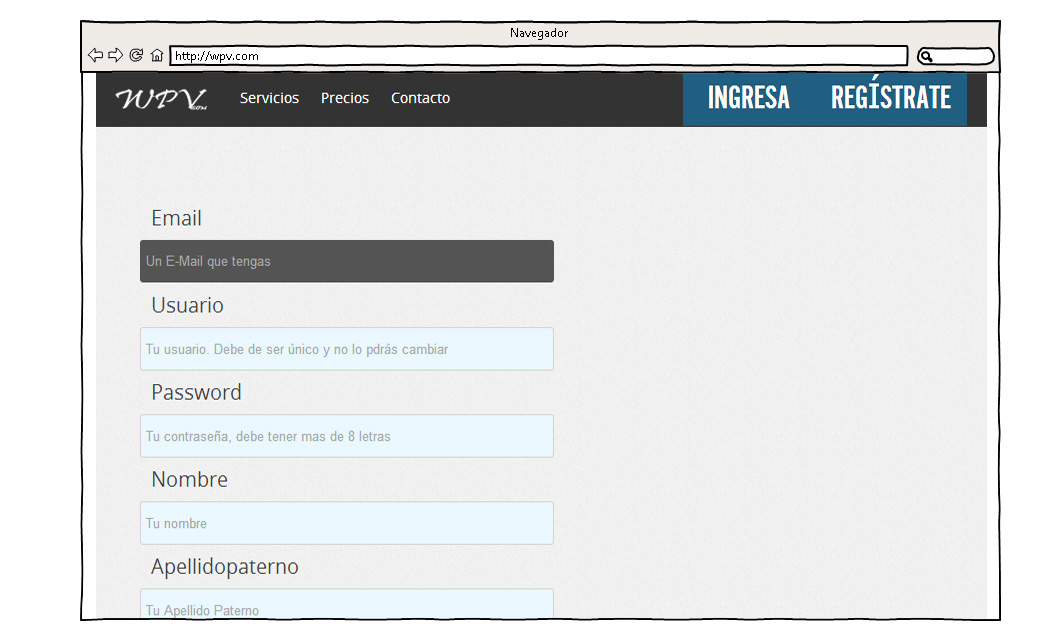 Navegador
http://wpv.com
WPV.com Servicios Precios Contacto INGRESA REGÍSTRATE
Email
Un E-Mail que tengas
Usuario
Tu usuario. Debe de ser único y no lo pdrás cambiar
Password
Tu contraseña, debe tener mas de 8 letras
Nombre
Tu nombre
Apellidopaterno
Tu Apellido Paterno